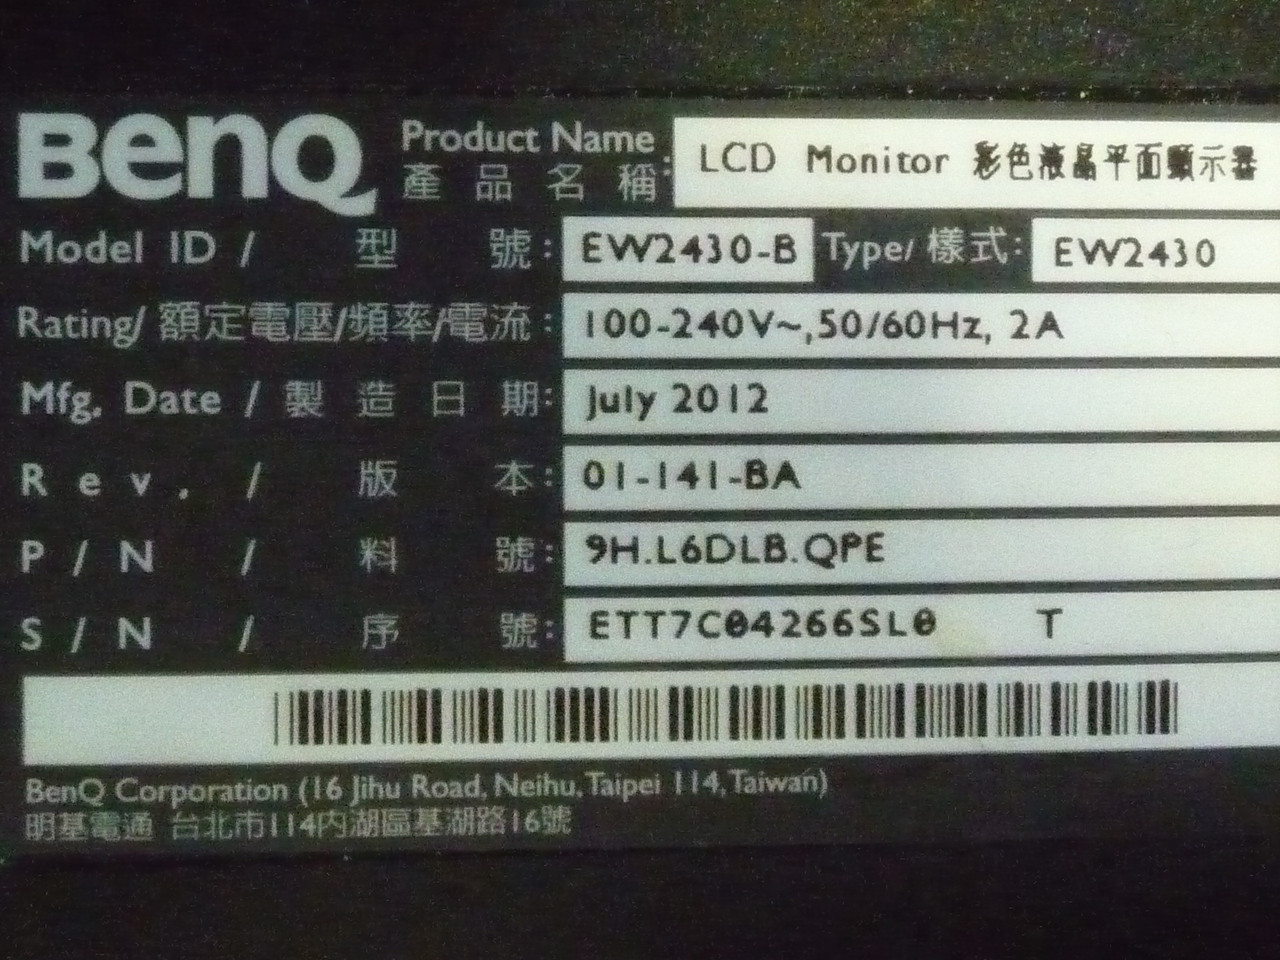 BenQ Product Name
產品名稱: LCD Monitor 彩色液晶平面顯示器
Model ID / 型號: EW2430-B Type/ 樣式: EW2430
Rating/ 額定電壓/頻率/電流: 100-240V~,50/60Hz, 2A
Mfg. Date / 製造日期: July 2012
Rev. / 版本: 01-141-BA
P/N / 料號: 9H.L6DLB.QPE
S/N / 序號: ETT7C04266SL0 T
BenQ Corporation (16 Jihu Road, Neihu, Taipei 114, Taiwan)
明基電通 台北市114內湖區基湖路16號